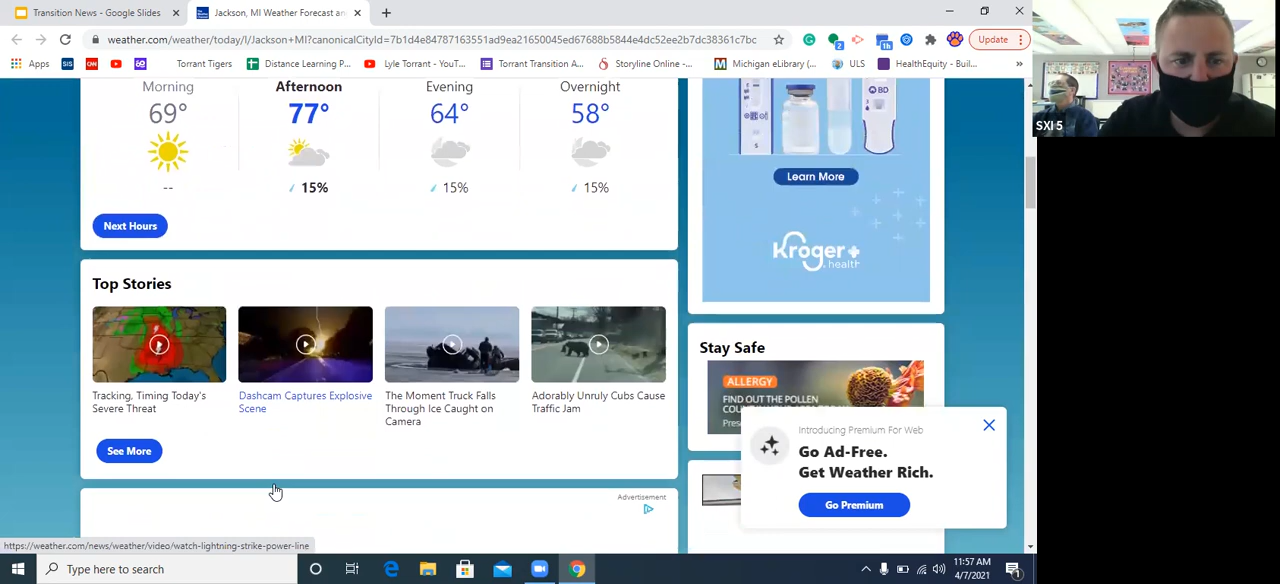 Transition News - Google Slides
Jackson, MI Weather Forecast an
weather.com/weather/today/l/Jackson+MI?canonicalCityId=7b1d4e84787163551ad9ea21650045ed67688b5844e4dc52ee2b7dc38361c7bc
2
1h
Update
Apps
SIS
Torrant Tigers
Distance Learning P...
Lyle Torrant - YouT...
Torrant Transition A...
Storyline Online -...
Michigan eLibrary (...
ULS
HealthEquity - Buil...
»
Morning
Afternoon
Evening
Overnight
69°
77°
64°
58°
--
15%
15%
15%
Next Hours
BD
Learn More
Kroger
health
Top Stories
Tracking, Timing Today's
Severe Threat
Dashcam Captures Explosive
Scene
The Moment Truck Falls
Through Ice Caught on
Camera
Adorably Unruly Cubs Cause
Traffic Jam
See More
Stay Safe
ALLERGY
FIND OUT THE POLLEN
Advertisement
Introducing Premium For Web
Go Ad-Free.
Get Weather Rich.
Go Premium
https://weather.com/news/weather/video/watch-lightning-strike-power-line
Type here to search
11:57 AM
4/7/2021
1
SXI 5